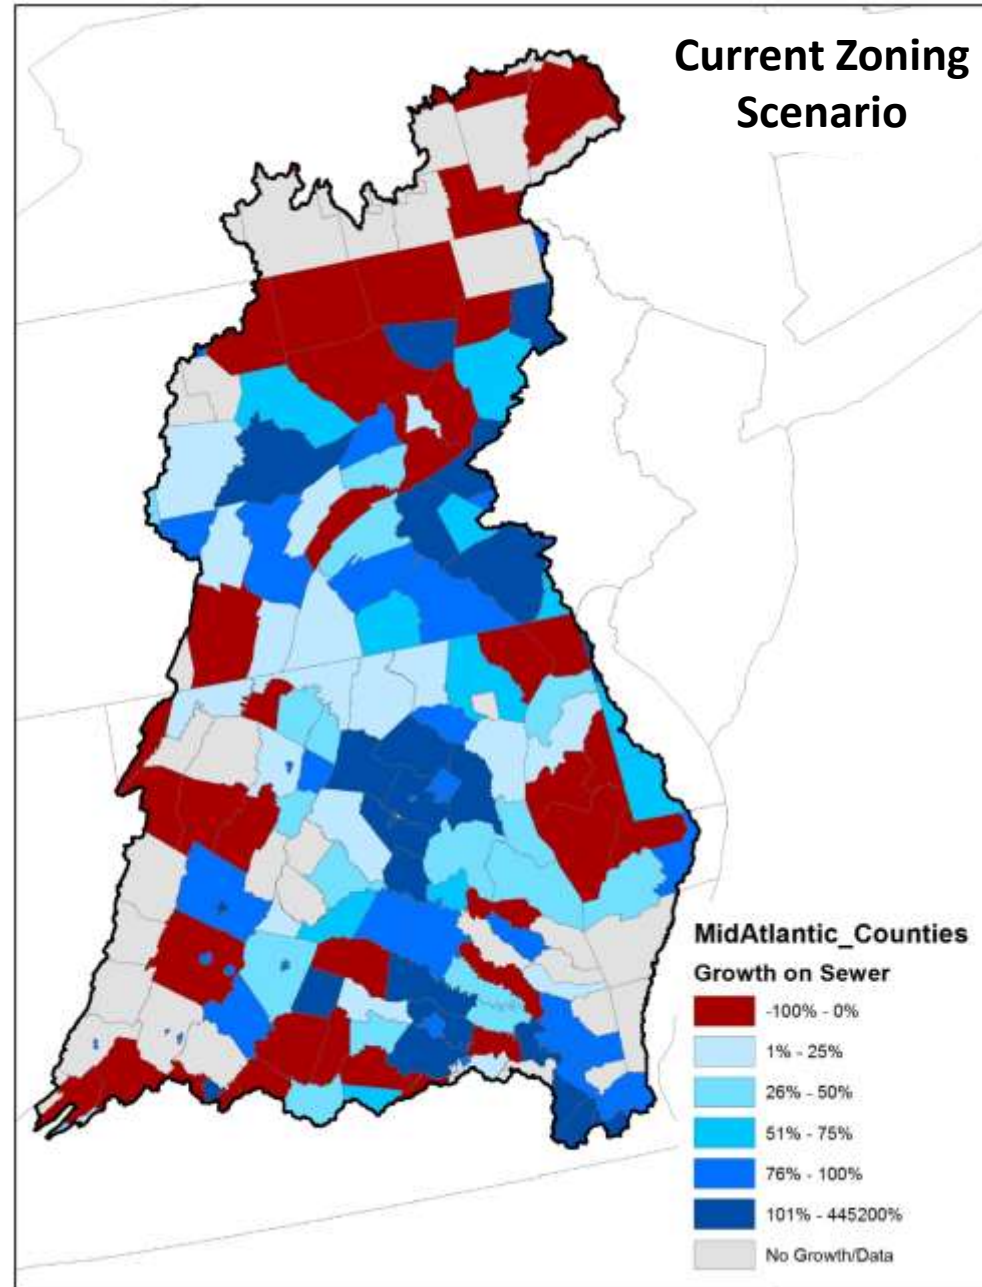 Current Zoning
Scenario
MidAtlantic_Counties
Growth on Sewer
-100% - 0%
1% - 25%
26% - 50%
51% - 75%
76% - 100%
101% - 445200%
No Growth/Data